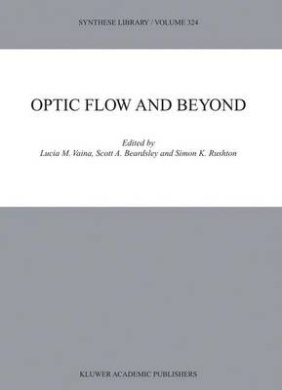 SYNTHESE LIBRARY / VOLUME 324
OPTIC FLOW AND BEYOND
Edited by
Lucia M. Vaina, Scott A. Beardsley and Simon K. Rushton
KLUWER ACADEMIC PUBLISHERS